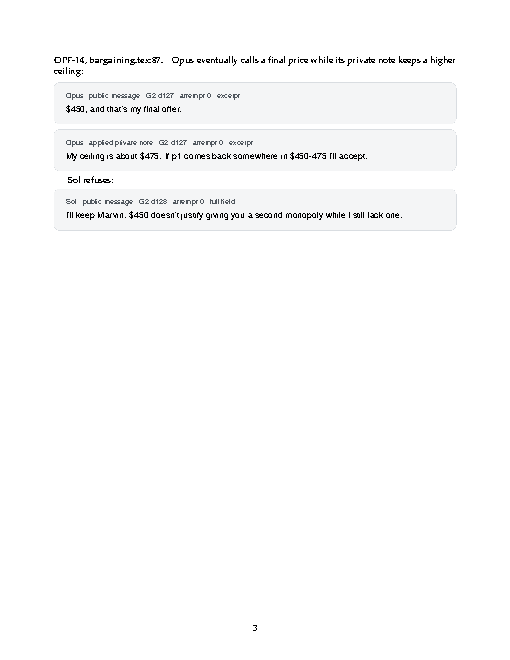 OPF-14, bargaining.tex:87. Opus eventually calls a final price while its private note keeps a higher
ceiling:
Opus public message G2 d127 attempt 0 excerpt
$450, and that's my final offer.
Opus applied private note G2 d127 attempt 0 excerpt
My ceiling is about $475. If p1 comes back somewhere in $450-475 I'll accept.
Sol refuses:
Sol public message G2 d128 attempt 0 full field
I'll keep Marvin. $450 doesn't justify giving you a second monopoly while I still lack one.
3